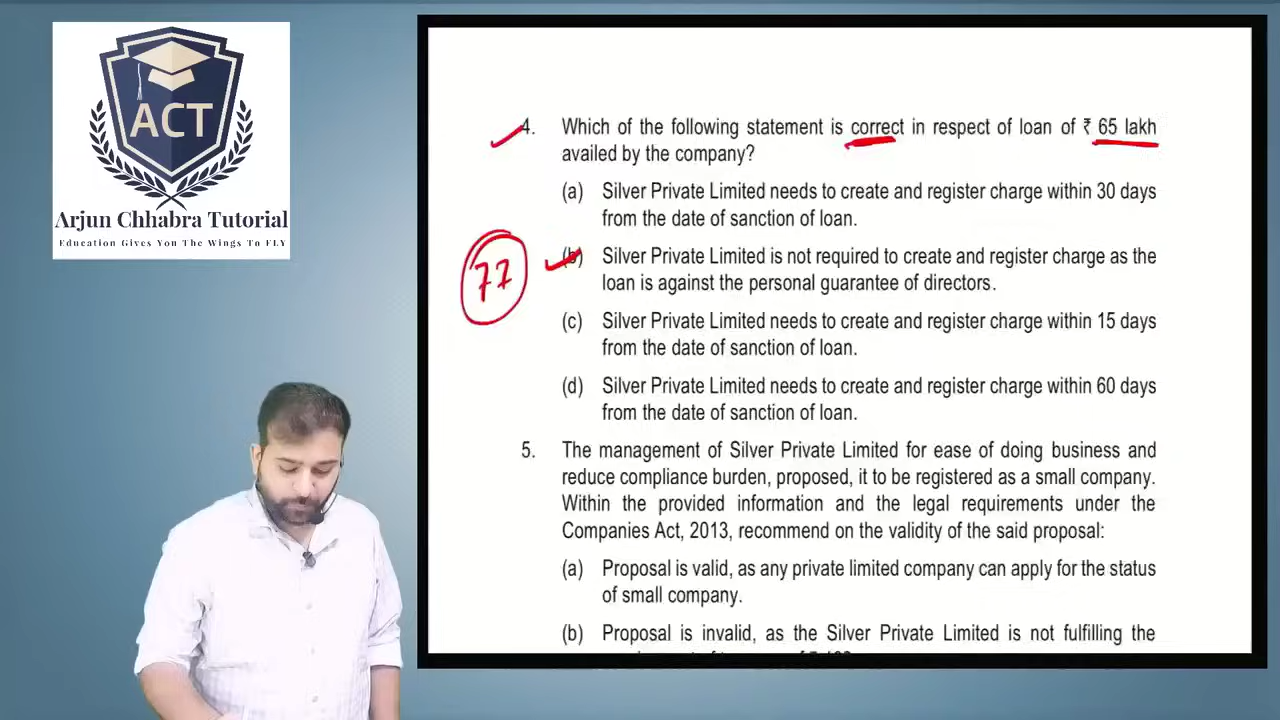 ACT
Arjun Chhabra Tutorial
Education Gives You The Wings To FLY
4. Which of the following statement is correct in respect of loan of ₹ 65 lakh
availed by the company?
(a) Silver Private Limited needs to create and register charge within 30 days
from the date of sanction of loan.
77
(b) Silver Private Limited is not required to create and register charge as the
loan is against the personal guarantee of directors.
(c) Silver Private Limited needs to create and register charge within 15 days
from the date of sanction of loan.
(d) Silver Private Limited needs to create and register charge within 60 days
from the date of sanction of loan.
5. The management of Silver Private Limited for ease of doing business and
reduce compliance burden, proposed, it to be registered as a small company.
Within the provided information and the legal requirements under the
Companies Act, 2013, recommend on the validity of the said proposal:
(a) Proposal is valid, as any private limited company can apply for the status
of small company.
(b) Proposal is invalid, as the Silver Private Limited is not fulfilling the